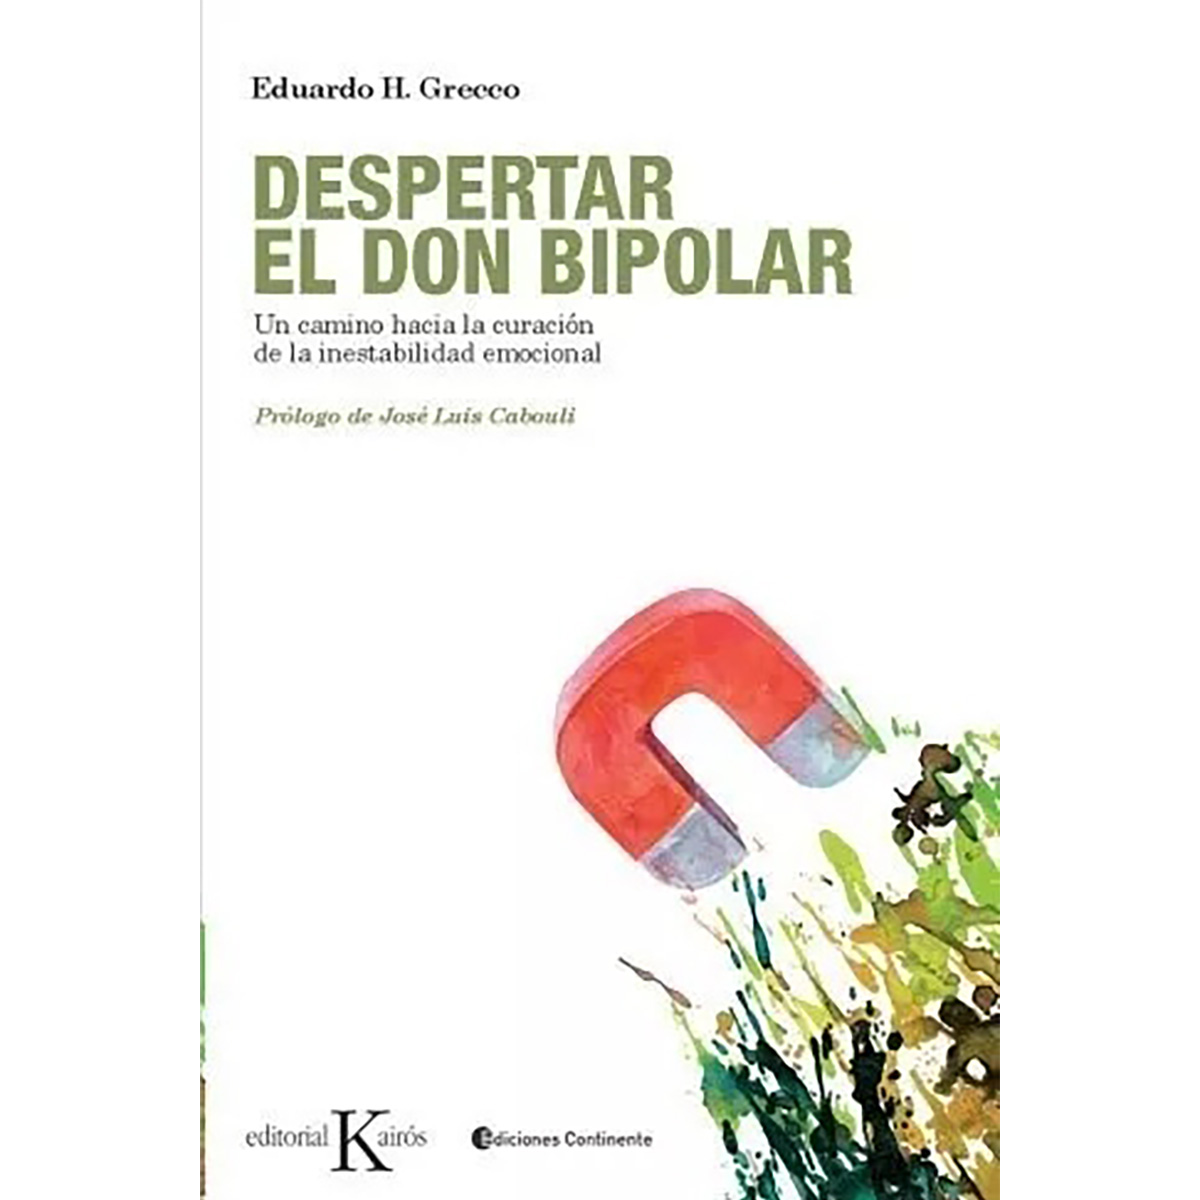 Eduardo H. Grecco
DESPERTAR
EL DON BIPOLAR
Un camino hacia la curación
de la inestabilidad emocional
Prólogo de José Luis Cabouli
editorial Kairós
Ediciones Continente